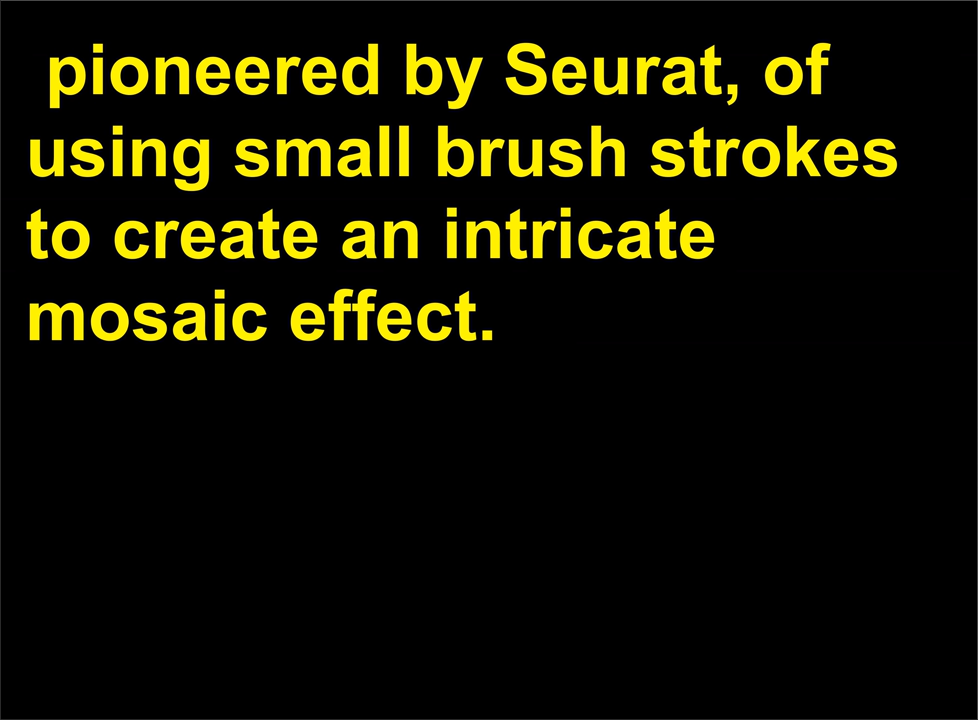 pioneered by Seurat, of
using small brush strokes
to create an intricate
mosaic effect.